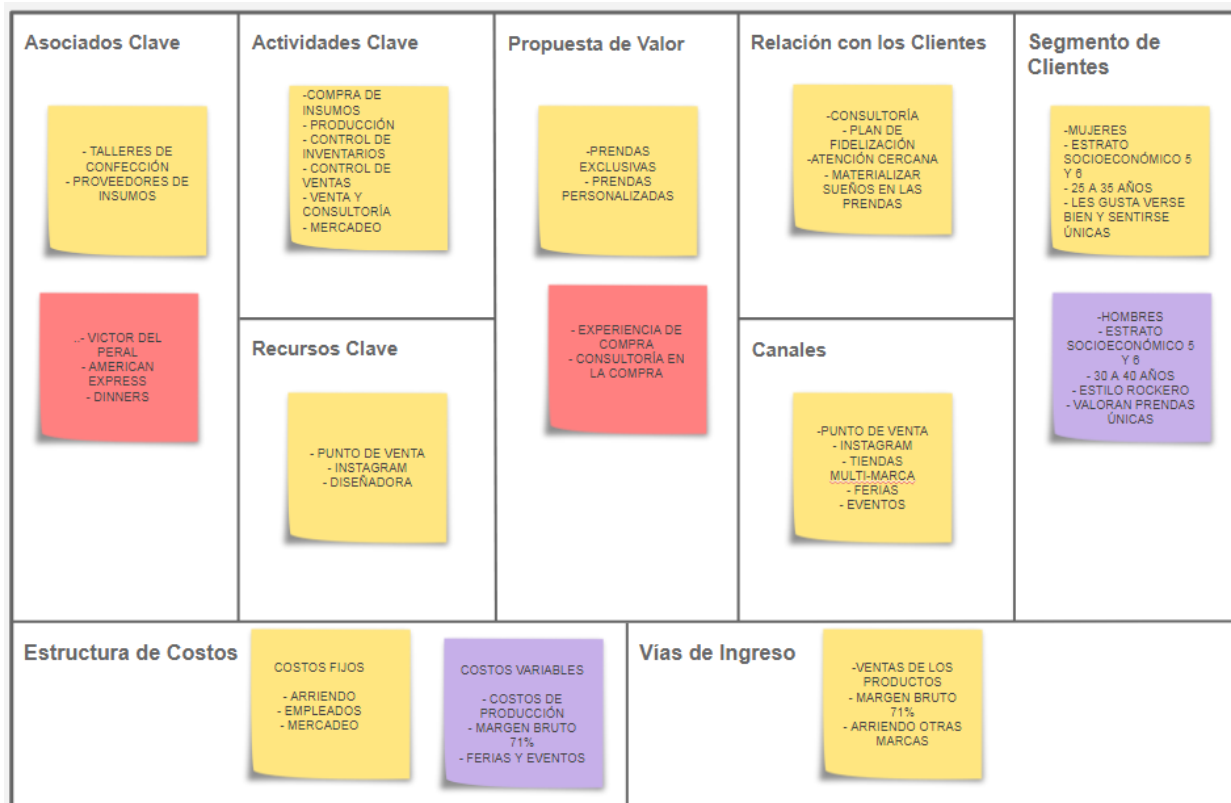 Asociados Clave
- TALLERES DE
CONFECCIÓN
- PROVEEDORES DE
INSUMOS
..- VICTOR DEL
PERAL
- AMERICAN
EXPRESS
- DINNERS
Actividades Clave
-COMPRA DE
INSUMOS
- PRODUCCIÓN
- CONTROL DE
INVENTARIOS
- CONTROL DE
VENTAS
- VENTA Y
CONSULTORÍA
- MERCADEO
Recursos Clave
- PUNTO DE VENTA
- INSTAGRAM
- DISEÑADORA
Propuesta de Valor
-PRENDAS
EXCLUSIVAS
- PRENDAS
PERSONALIZADAS
- EXPERIENCIA DE
COMPRA
- CONSULTORÍA EN
LA COMPRA
Relación con los Clientes
-CONSULTORÍA
- PLAN DE
FIDELIZACIÓN
-ATENCIÓN CERCANA
- MATERIALIZAR
SUEÑOS EN LAS
PRENDAS
Canales
-PUNTO DE VENTA
- INSTAGRAM
- TIENDAS
MULTI-MARCA
- FERIAS
- EVENTOS
Segmento de
Clientes
-MUJERES
- ESTRATO
SOCIOECONÓMICO 5
Y 6
- 25 A 35 AÑOS
- LES GUSTA VERSE
BIEN Y SENTIRSE
ÚNICAS
-HOMBRES
- ESTRATO
SOCIOECONÓMICO 5
Y 6
- 30 A 40 AÑOS
- ESTILO ROCKERO
- VALORAN PRENDAS
ÚNICAS
Estructura de Costos
COSTOS FIJOS
- ARRIENDO
- EMPLEADOS
- MERCADEO
COSTOS VARIABLES
- COSTOS DE
PRODUCCIÓN
- MARGEN BRUTO
71%
- FERIAS Y EVENTOS
Vías de Ingreso
-VENTAS DE LOS
PRODUCTOS
- MARGEN BRUTO
71%
- ARRIENDO OTRAS
MARCAS